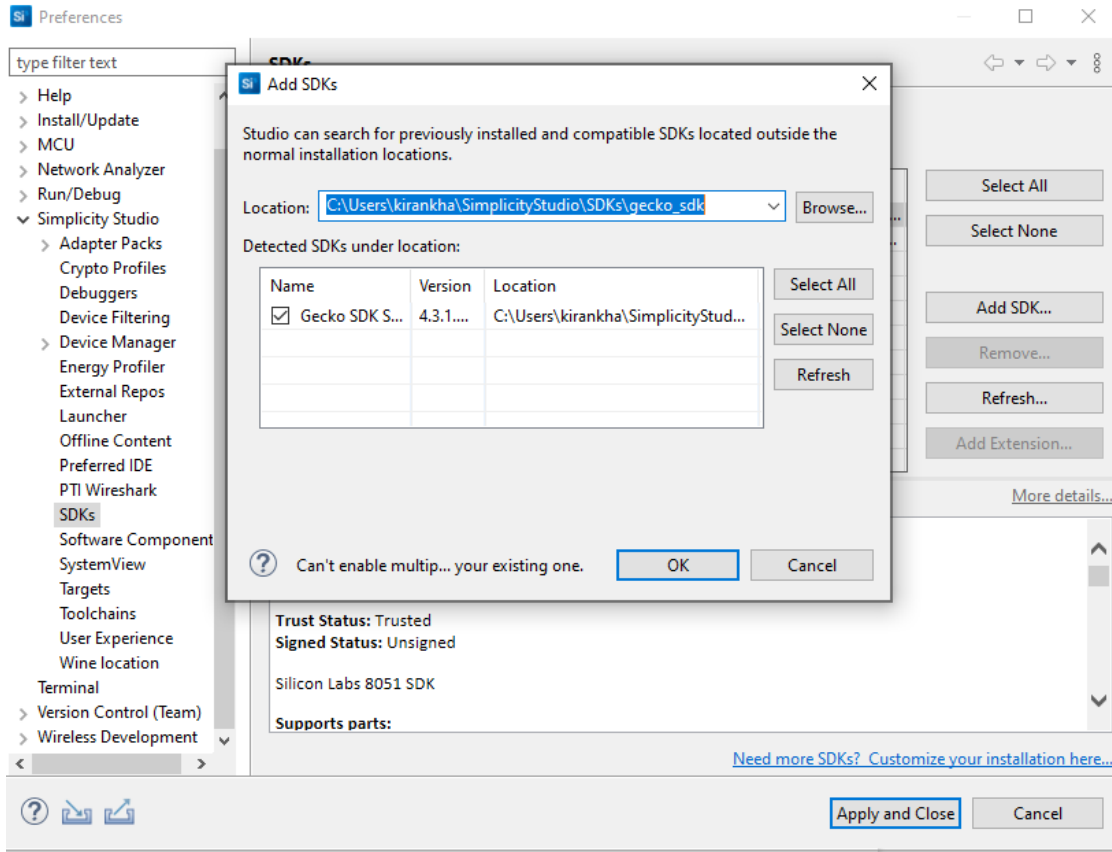 Si Preferences
type filter text
SDKs
Help
Install/Update
MCU
Network Analyzer
Run/Debug
Simplicity Studio
Adapter Packs
Crypto Profiles
Debuggers
Device Filtering
Device Manager
Energy Profiler
External Repos
Launcher
Offline Content
Preferred IDE
PTI Wireshark
SDKs
Software Component
SystemView
Targets
Toolchains
User Experience
Wine location
Terminal
Version Control (Team)
Wireless Development
Si Add SDKs
Studio can search for previously installed and compatible SDKs located outside the
normal installation locations.
Location: C:\Users\kirankha\SimplicityStudio\SDKs\gecko_sdk Browse...
Detected SDKs under location:
Name Version Location
Gecko SDK S... 4.3.1.... C:\Users\kirankha\SimplicityStud...
Select All
Select None
Refresh
? Can't enable multip... your existing one. OK Cancel
Select All
Select None
Add SDK...
Remove...
Refresh...
Add Extension...
More details...
Trust Status: Trusted
Signed Status: Unsigned
Silicon Labs 8051 SDK
Supports parts:
Need more SDKs? Customize your installation here...
? Apply and Close Cancel